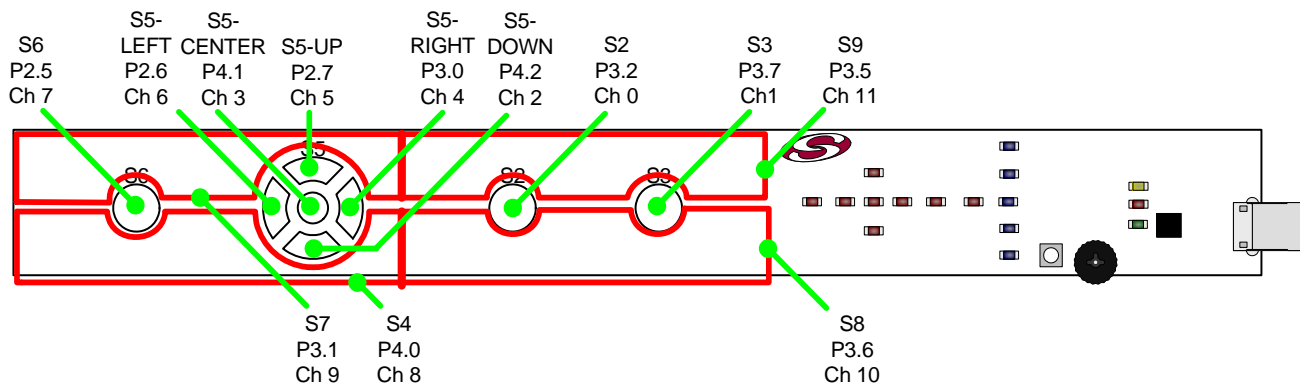 S6
P2.5
Ch 7
S5-
LEFT
P2.6
Ch 6
S5-
CENTER
P4.1
Ch 3
S5-UP
P2.7
Ch 5
S5-
RIGHT
P3.0
Ch 4
S5-
DOWN
P4.2
Ch 2
S2
P3.2
Ch 0
S3
P3.7
Ch1
S9
P3.5
Ch 11
S5
S6
S2
S3
S7
P3.1
Ch 9
S4
P4.0
Ch 8
S8
P3.6
Ch 10